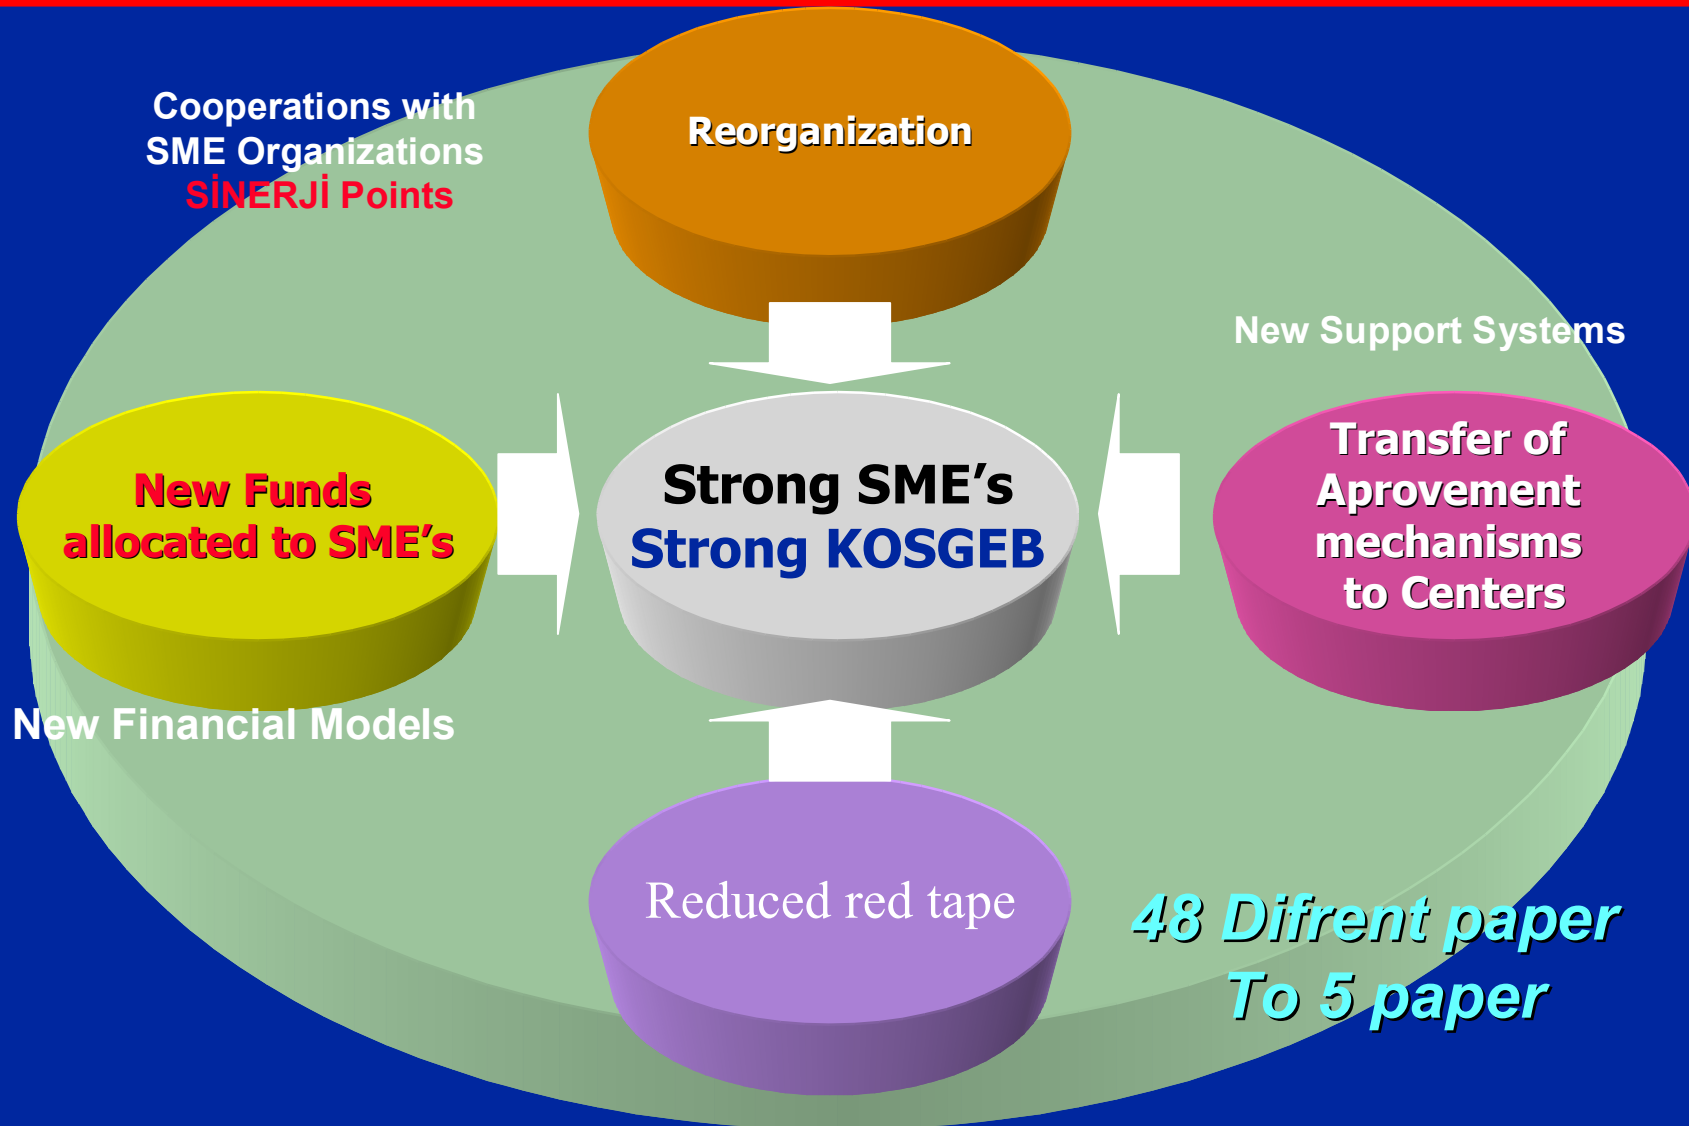 Cooperations with
SME Organizations
SİNERJİ Points
Reorganization
New Support Systems
New Funds
allocated to SME’s
Strong SME’s
Strong KOSGEB
Transfer of
Aprovement
mechanisms
to Centers
New Financial Models
Reduced red tape
48 Difrent paper
To 5 paper